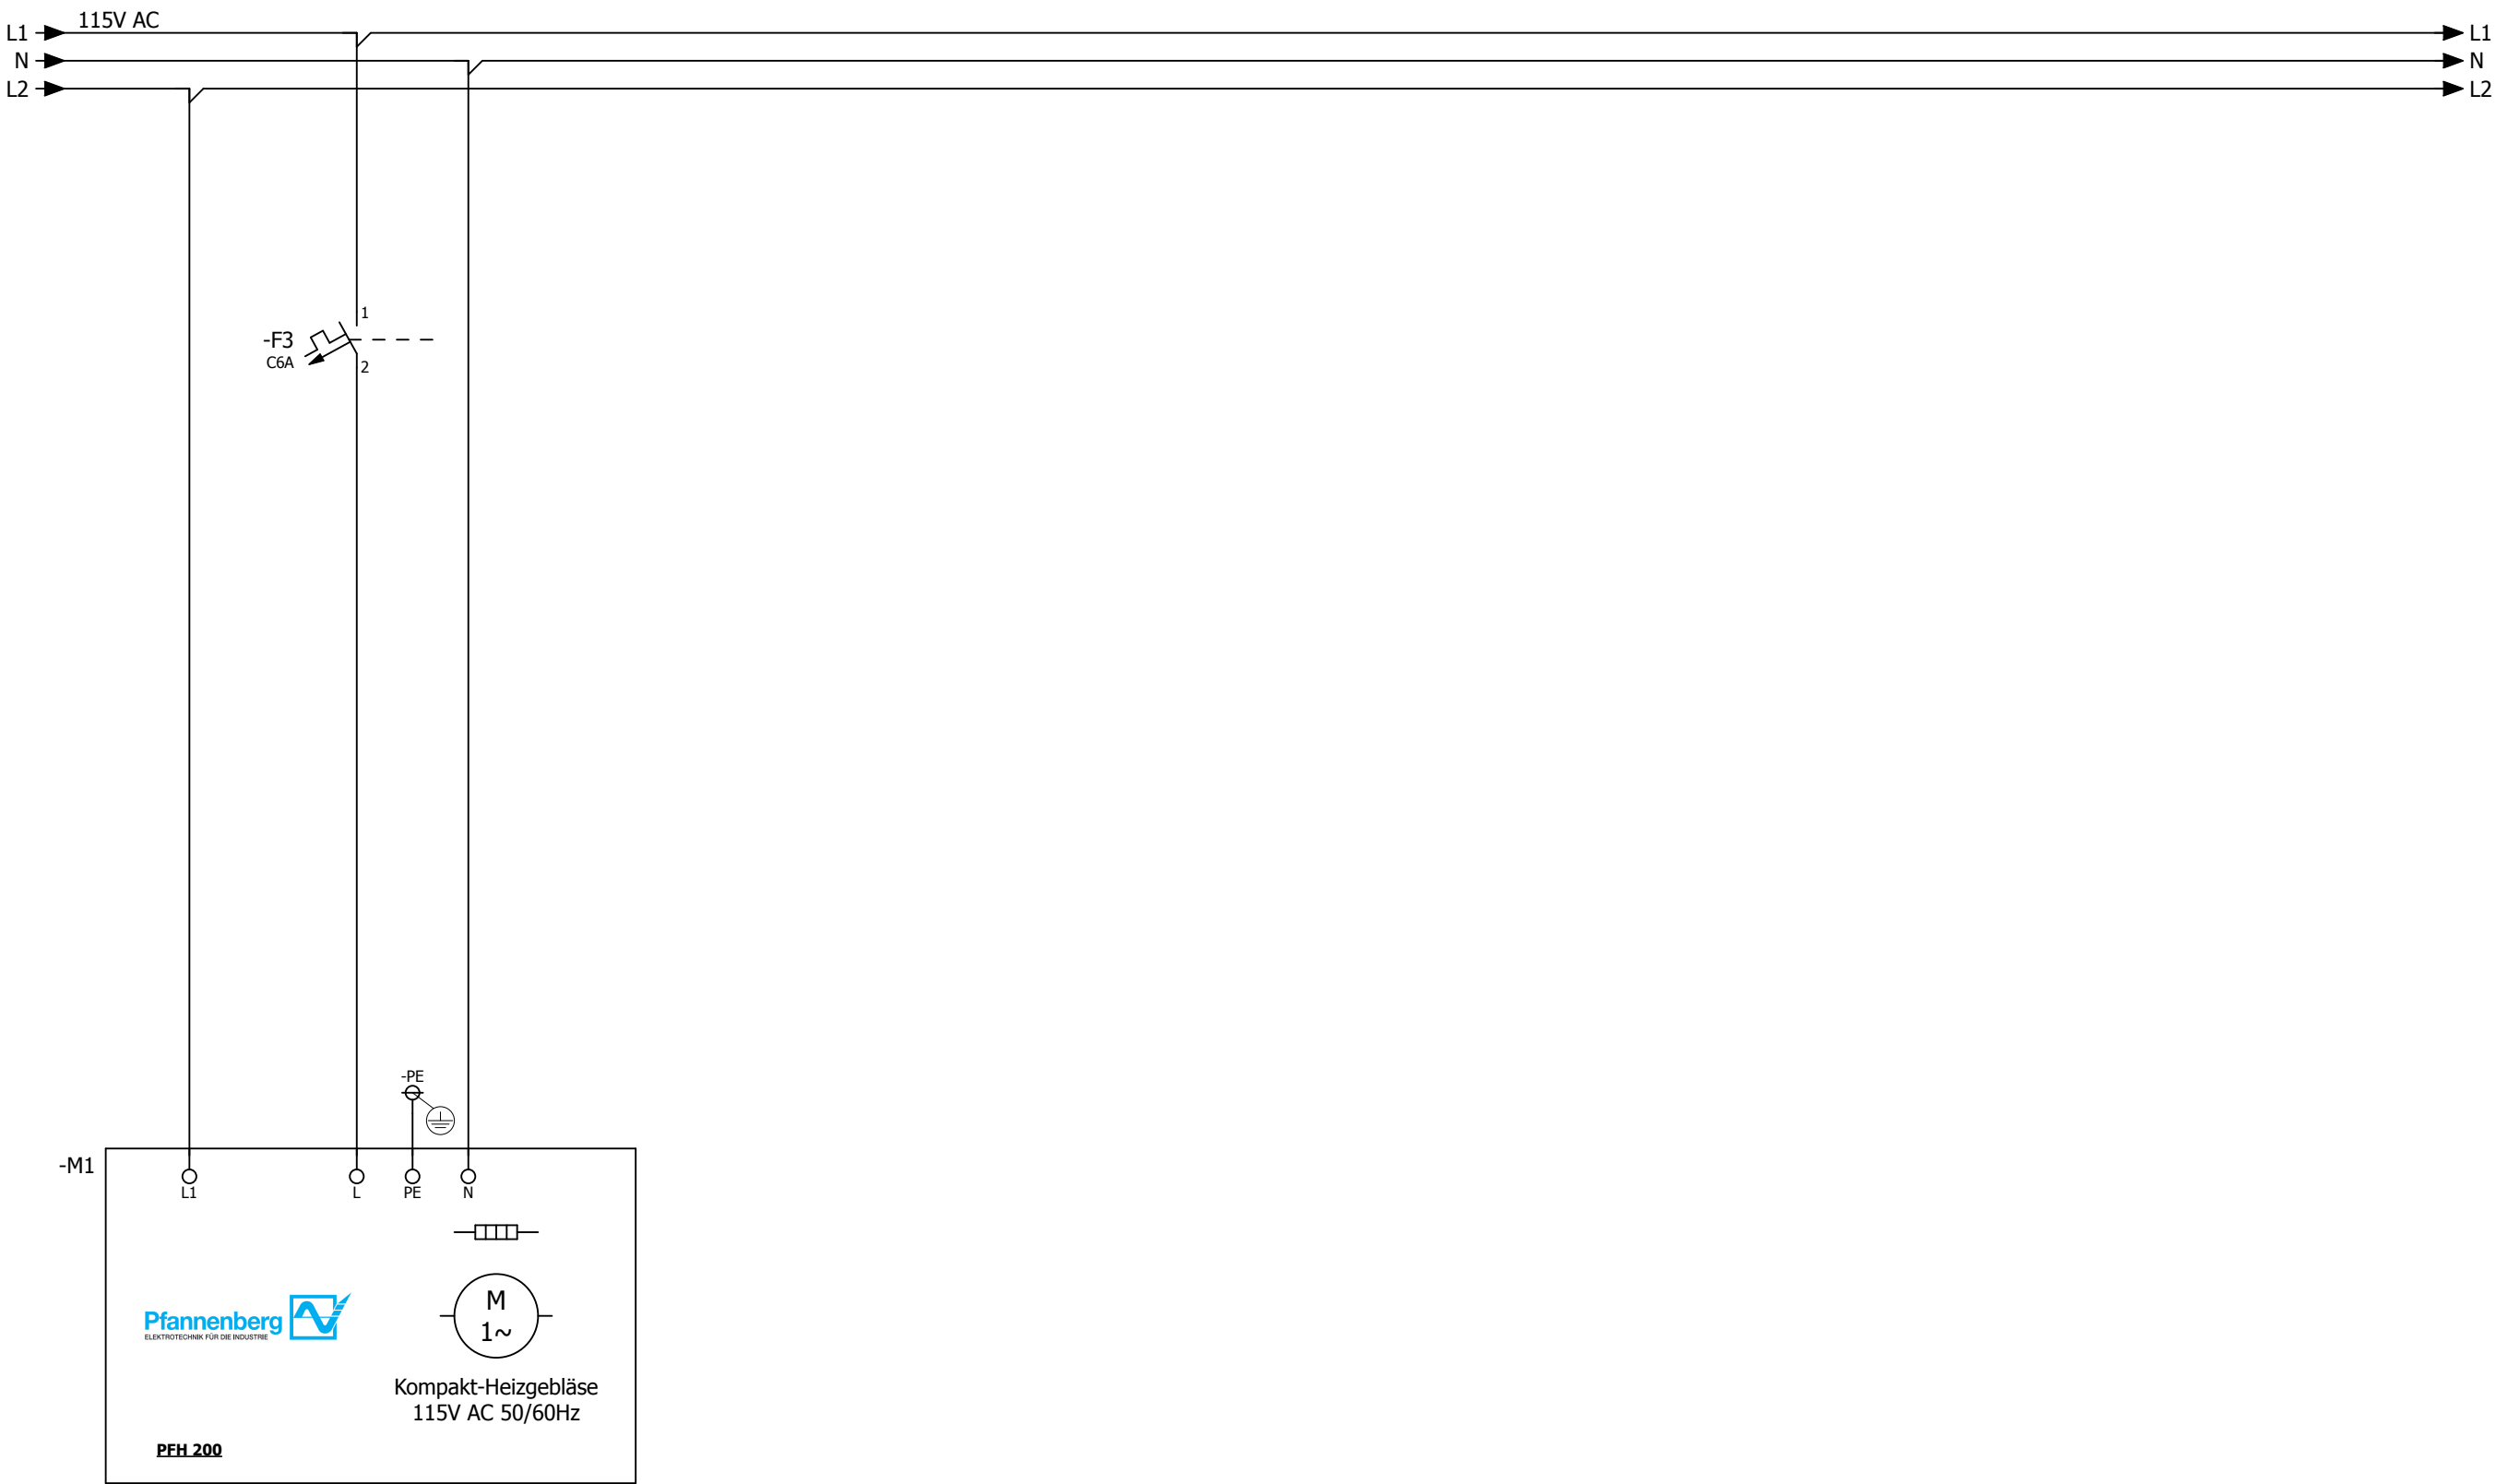 115V AC
L1
L1
N
N
L2
L2
1
-F3
C6A
2
-PE
-M1
L1
L
PE
N
M
1~
Pfannenberg
ELEKTROTECHNIK FÜR DIE INDUSTRIE
Kompakt-Heizgebläse
115V AC 50/60Hz
PFH 200